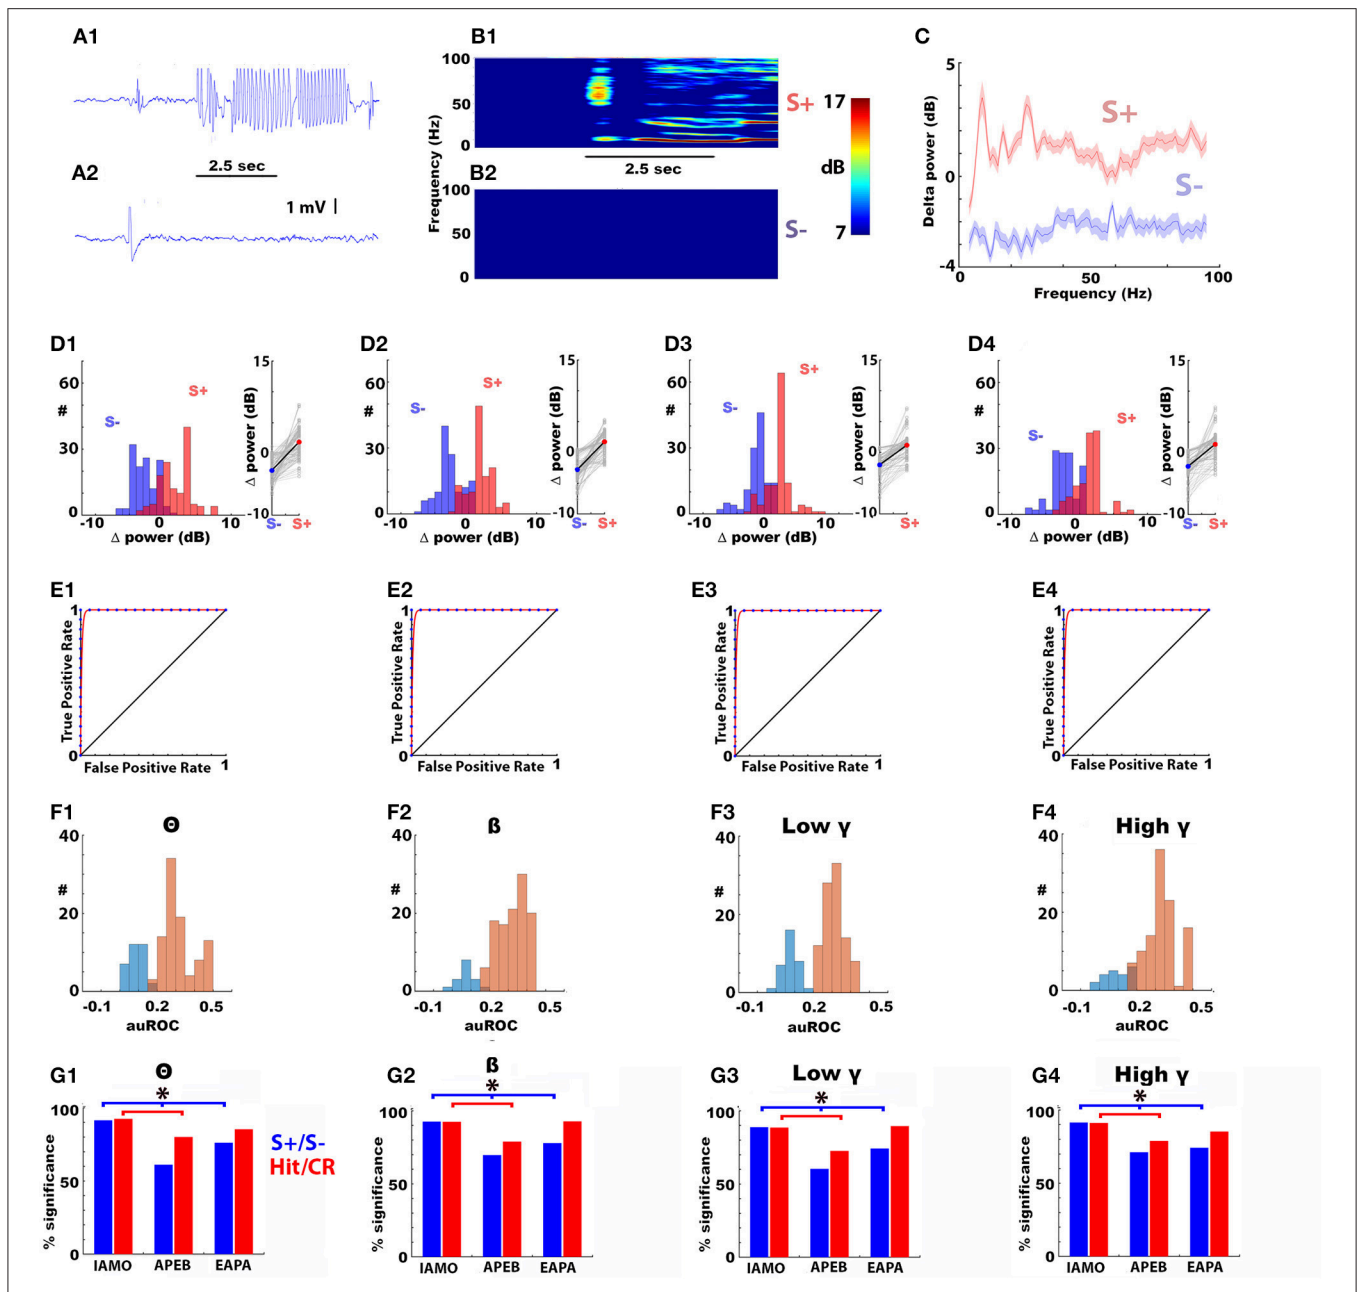 A1
B1
C
100
50
0
Frequency (Hz)
S+
17
dB
7
2.5 sec
2.5 sec
A2
1 mV
B2
100
50
0
S-
5
0
-4
Delta power (dB)
S+
S-
0
50
100
Frequency (Hz)
D1
60
#
30
0
S-
S+
-10
0
10
Δ power (dB)
15
0
-10
Δ power (dB)
S-
S+
D2
60
#
30
0
S-
S+
-10
0
10
Δ power (dB)
15
0
-10
Δ power (dB)
S-
S+
D3
60
#
30
0
S-
S+
-10
0
10
Δ power (dB)
15
0
-10
Δ power (dB)
S+
D4
60
#
30
0
S-
S+
-10
0
10
Δ power (dB)
15
0
-10
Δ power (dB)
S-
S+
E1
1
True Positive Rate
0
False Positive Rate
1
E2
1
True Positive Rate
0
False Positive Rate
1
E3
1
True Positive Rate
0
False Positive Rate
1
E4
1
True Positive Rate
0
False Positive Rate
1
F1
Θ
40
20
0
#
-0.1
0.2
0.5
auROC
F2
ß
40
20
0
#
-0.1
0.2
0.5
auROC
F3
Low γ
40
20
0
#
-0.1
0.2
0.5
auROC
F4
High γ
40
20
0
#
-0.1
0.2
0.5
auROC
G1
Θ
*
100
50
0
% significance
IAMO
APEB
EAPA
S+/S-
Hit/CR
G2
ß
*
100
50
0
% significance
IAMO
APEB
EAPA
G3
Low γ
*
100
50
0
% significance
IAMO
APEB
EAPA
G4
High γ
*
100
50
0
% significance
IAMO
APEB
EAPA